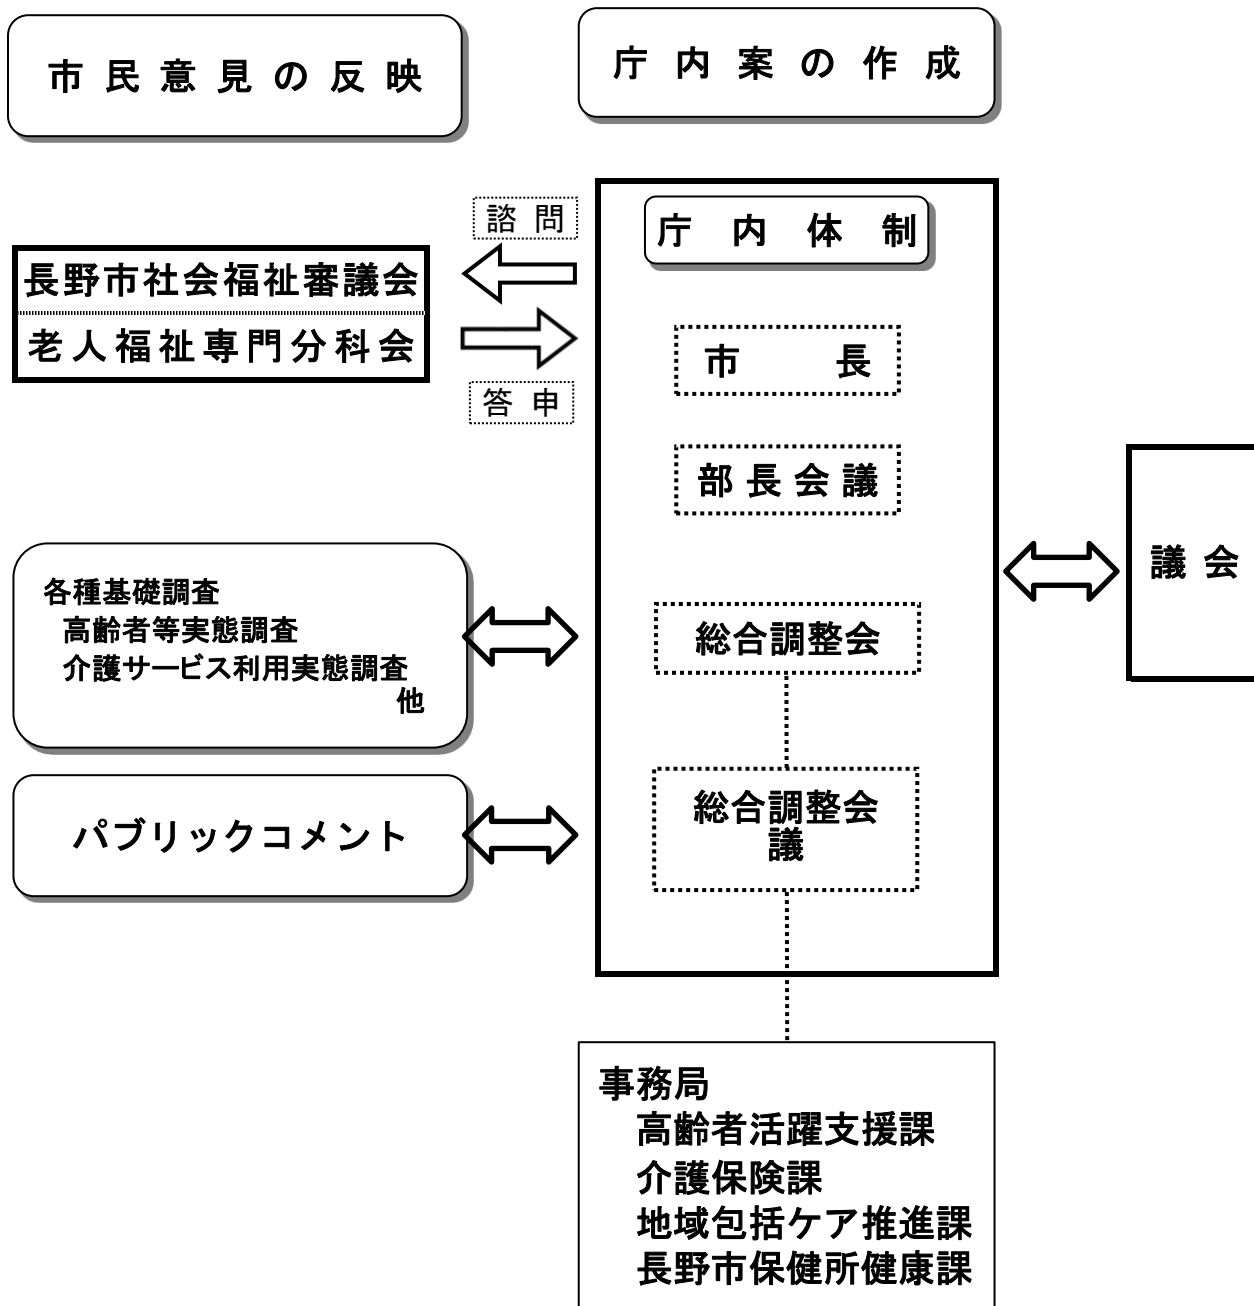 市民意見の反映
庁内案の作成
諮問
長野市社会福祉審議会
老人福祉専門分科会
答申
各種基礎調査
高齢者等実態調査
介護サービス利用実態調査
他
パブリックコメント
庁内体制
市長
部長会議
総合調整会
総合調整会
議
議会
事務局
高齢者活躍支援課
介護保険課
地域包括ケア推進課
長野市保健所健康課